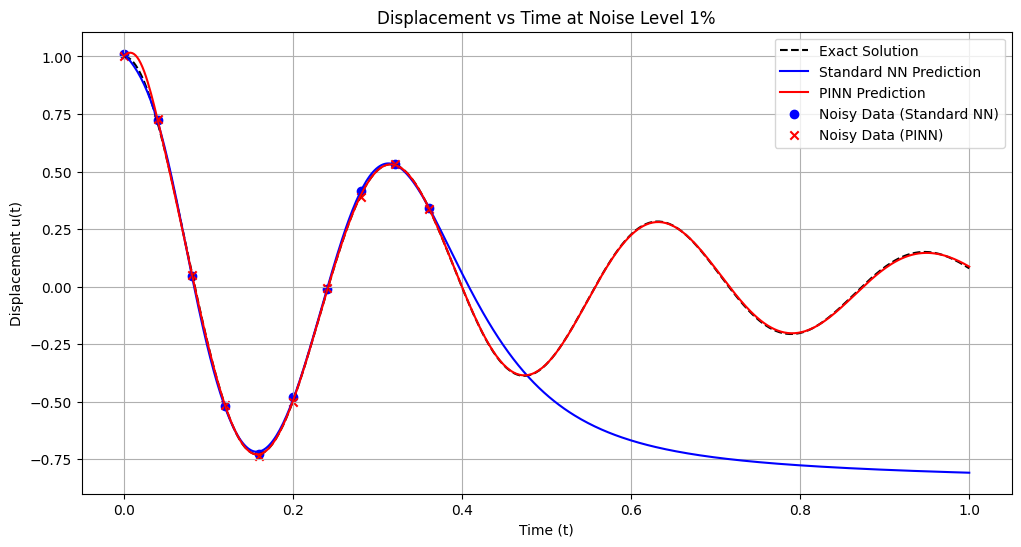 Displacement vs Time at Noise Level 1%
Exact Solution
Standard NN Prediction
PINN Prediction
Noisy Data (Standard NN)
Noisy Data (PINN)
Displacement u(t)
1.00
0.75
0.50
0.25
0.00
−0.25
−0.50
−0.75
0.0 0.2 0.4 0.6 0.8 1.0
Time (t)